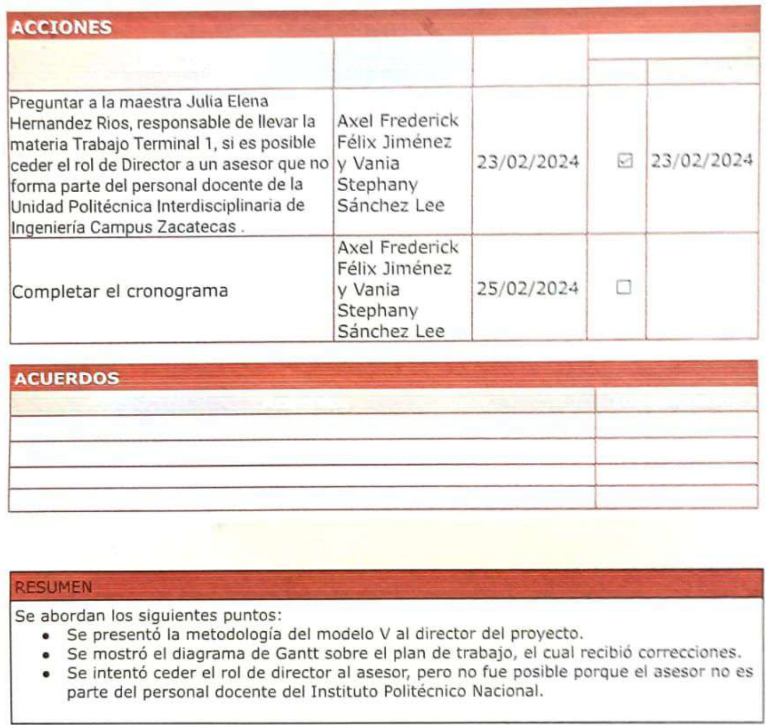 ACCIONES
Preguntar a la maestra Julia Elena
Hernandez Rios, responsable de llevar la
materia Trabajo Terminal 1, si es posible
ceder el rol de Director a un asesor que no
forma parte del personal docente de la
Unidad Politécnica Interdisciplinaria de
Ingeniería Campus Zacatecas .
Axel Frederick
Félix Jiménez
y Vania
Stephany
Sánchez Lee
23/02/2024
23/02/2024
Completar el cronograma
Axel Frederick
Félix Jiménez
y Vania
Stephany
Sánchez Lee
25/02/2024
ACUERDOS
RESUMEN
Se abordan los siguientes puntos:
• Se presentó la metodología del modelo V al director del proyecto.
• Se mostró el diagrama de Gantt sobre el plan de trabajo, el cual recibió correcciones.
• Se intentó ceder el rol de director al asesor, pero no fue posible porque el asesor no es
parte del personal docente del Instituto Politécnico Nacional.